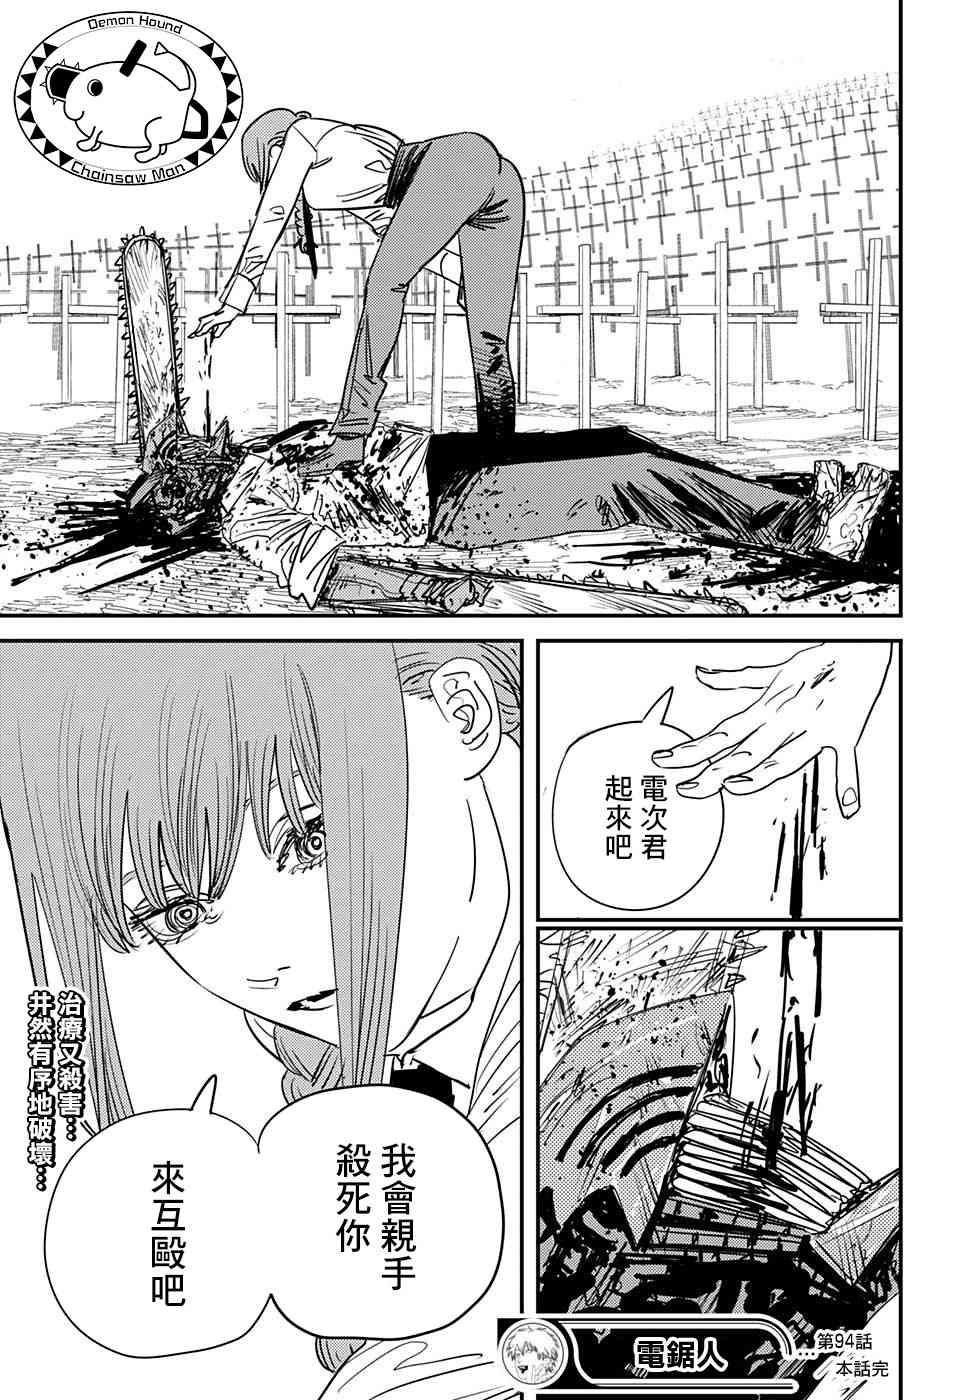 Demon Hound
Chainsaw Man
電次君
起來吧
我會親手
殺死你
來互毆吧
治療又殺害…
井然有序地破壞…
電鋸人
…第94話
本話完